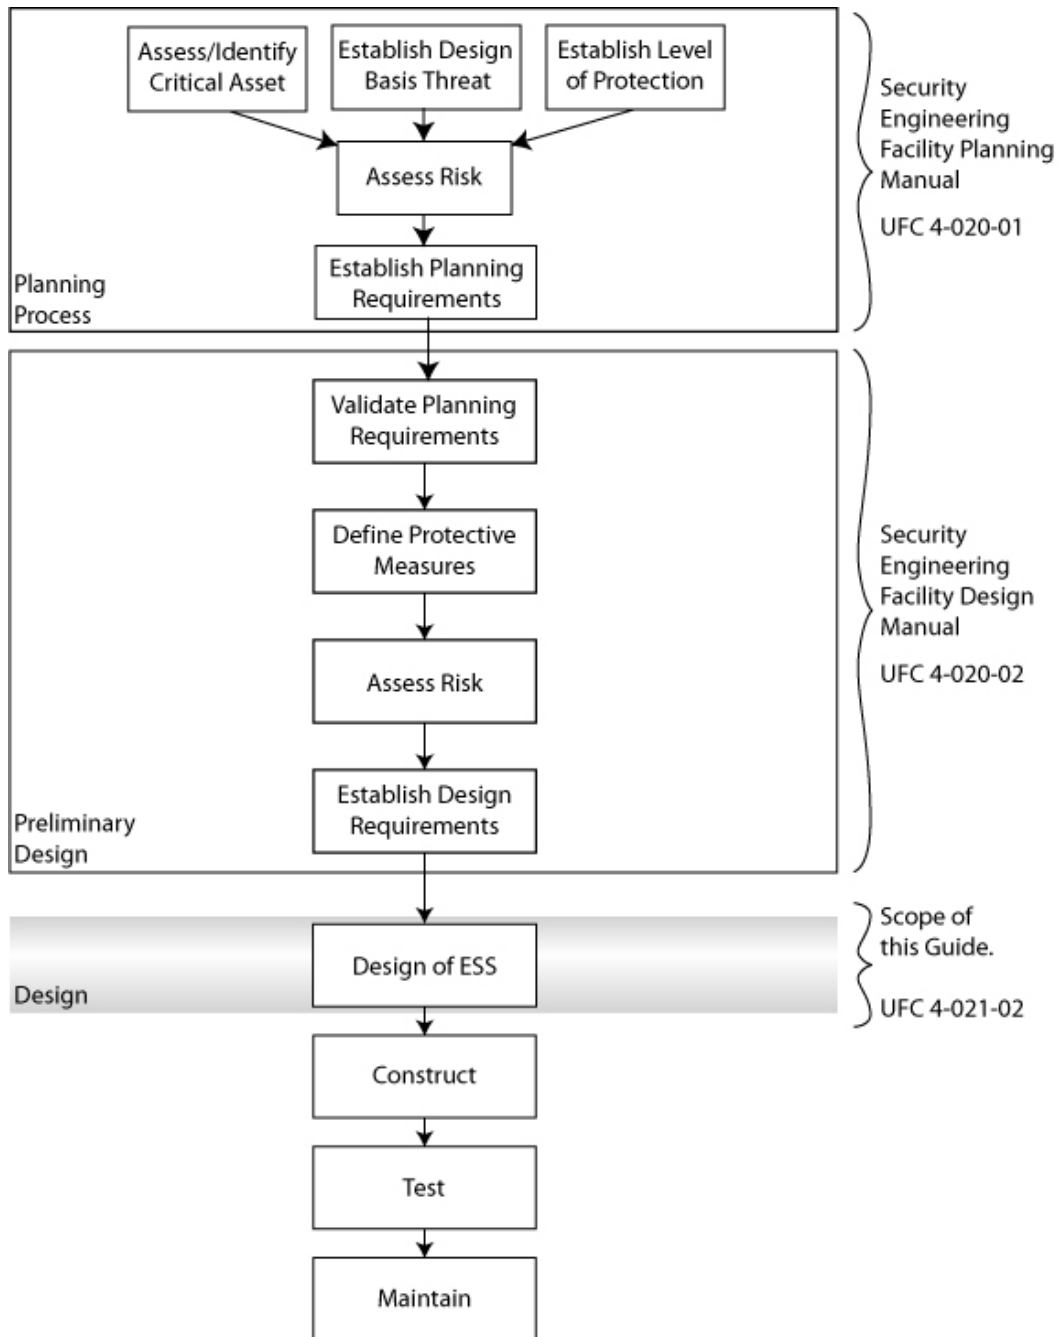 Assess/Identify
Critical Asset
Establish Design
Basis Threat
Establish Level
of Protection
Assess Risk
Establish Planning
Requirements
Planning
Process
Security
Engineering
Facility Planning
Manual
UFC 4-020-01
Validate Planning
Requirements
Define Protective
Measures
Assess Risk
Establish Design
Requirements
Preliminary
Design
Security
Engineering
Facility Design
Manual
UFC 4-020-02
Design of ESS
Design
Scope of
this Guide.
UFC 4-021-02
Construct
Test
Maintain